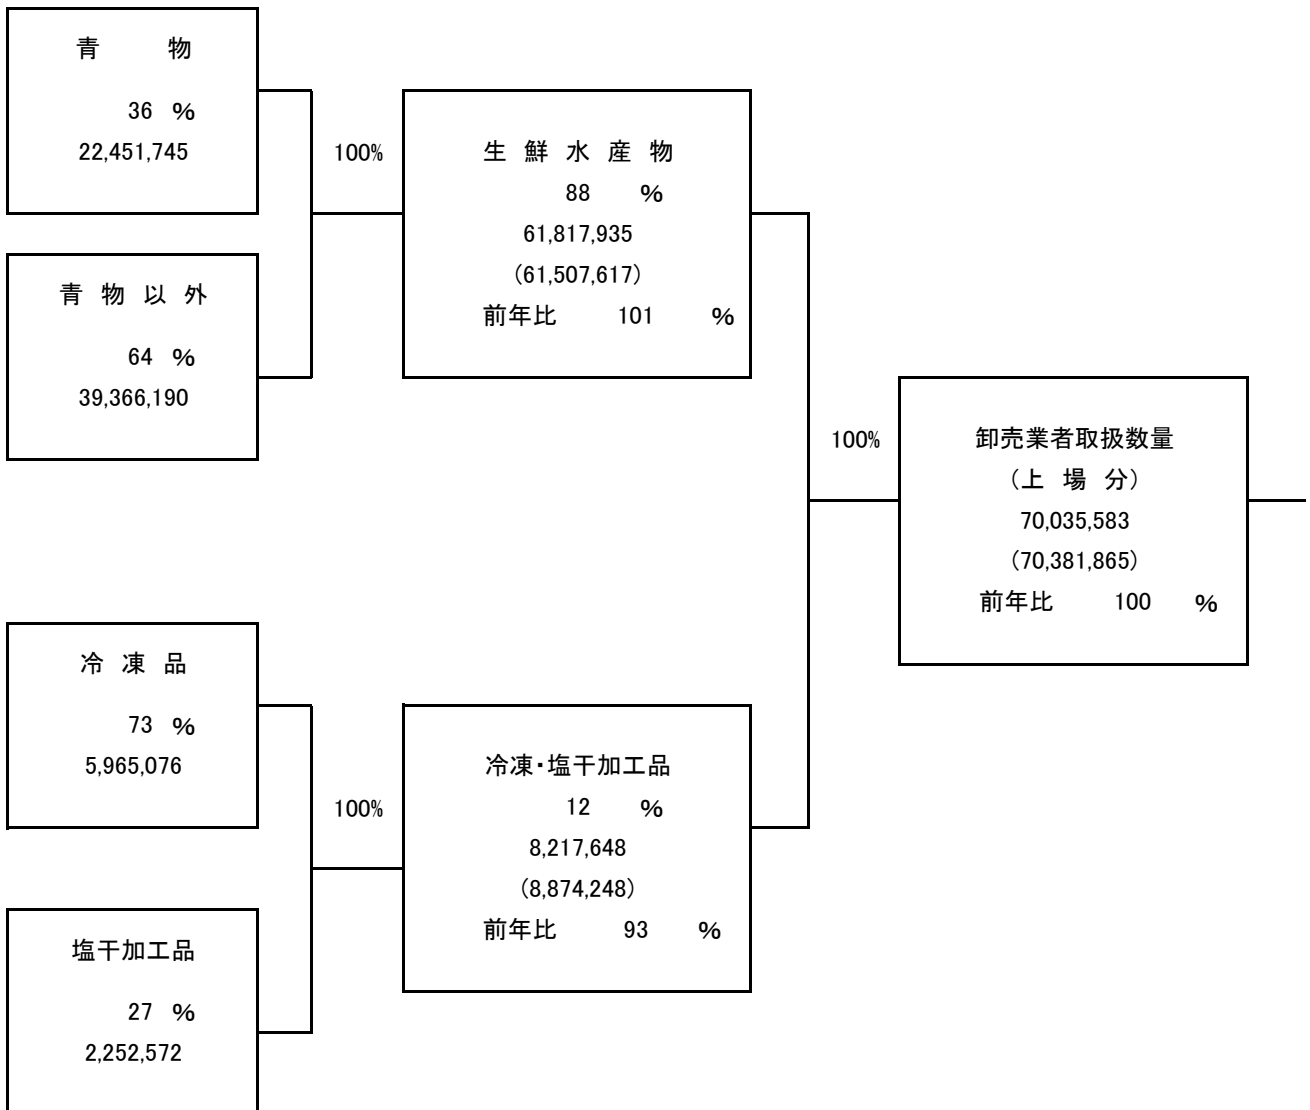 青 物
36 %
22,451,745
100%
生 鮮 水 産 物
88 %
61,817,935
(61,507,617)
前年比 101 %
青 物 以 外
64 %
39,366,190
100%
卸売業者取扱数量
(上 場 分)
70,035,583
(70,381,865)
前年比 100 %
冷 凍 品
73 %
5,965,076
100%
冷凍・塩干加工品
12 %
8,217,648
(8,874,248)
前年比 93 %
塩干加工品
27 %
2,252,572